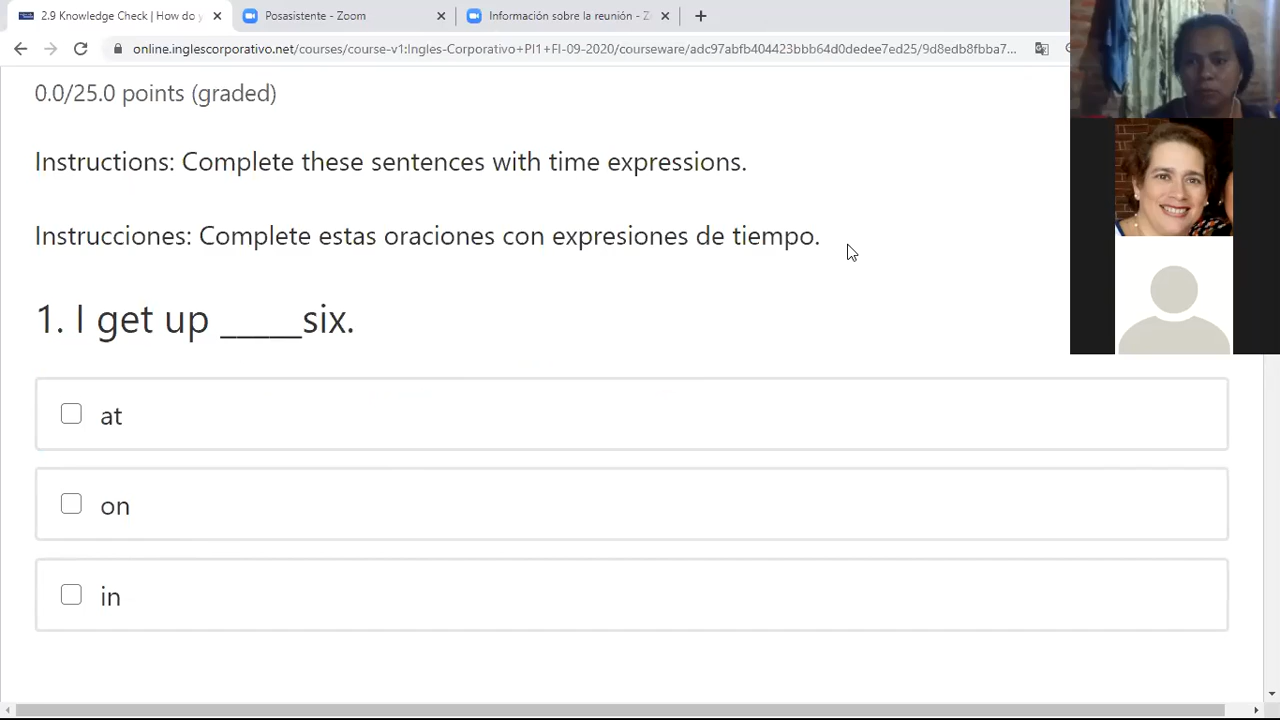 2.9 Knowledge Check | How do y
Posasistente - Zoom
Información sobre la reunión - Z
online.inglescorporativo.net/courses/course-v1:Ingles-Corporativo+PI1+FI-09-2020/courseware/adc97abfb404423bbb64d0dedee7ed25/9d8edb8fbba7...
0.0/25.0 points (graded)
Instructions: Complete these sentences with time expressions.
Instrucciones: Complete estas oraciones con expresiones de tiempo.
1. I get up _____six.
at
on
in